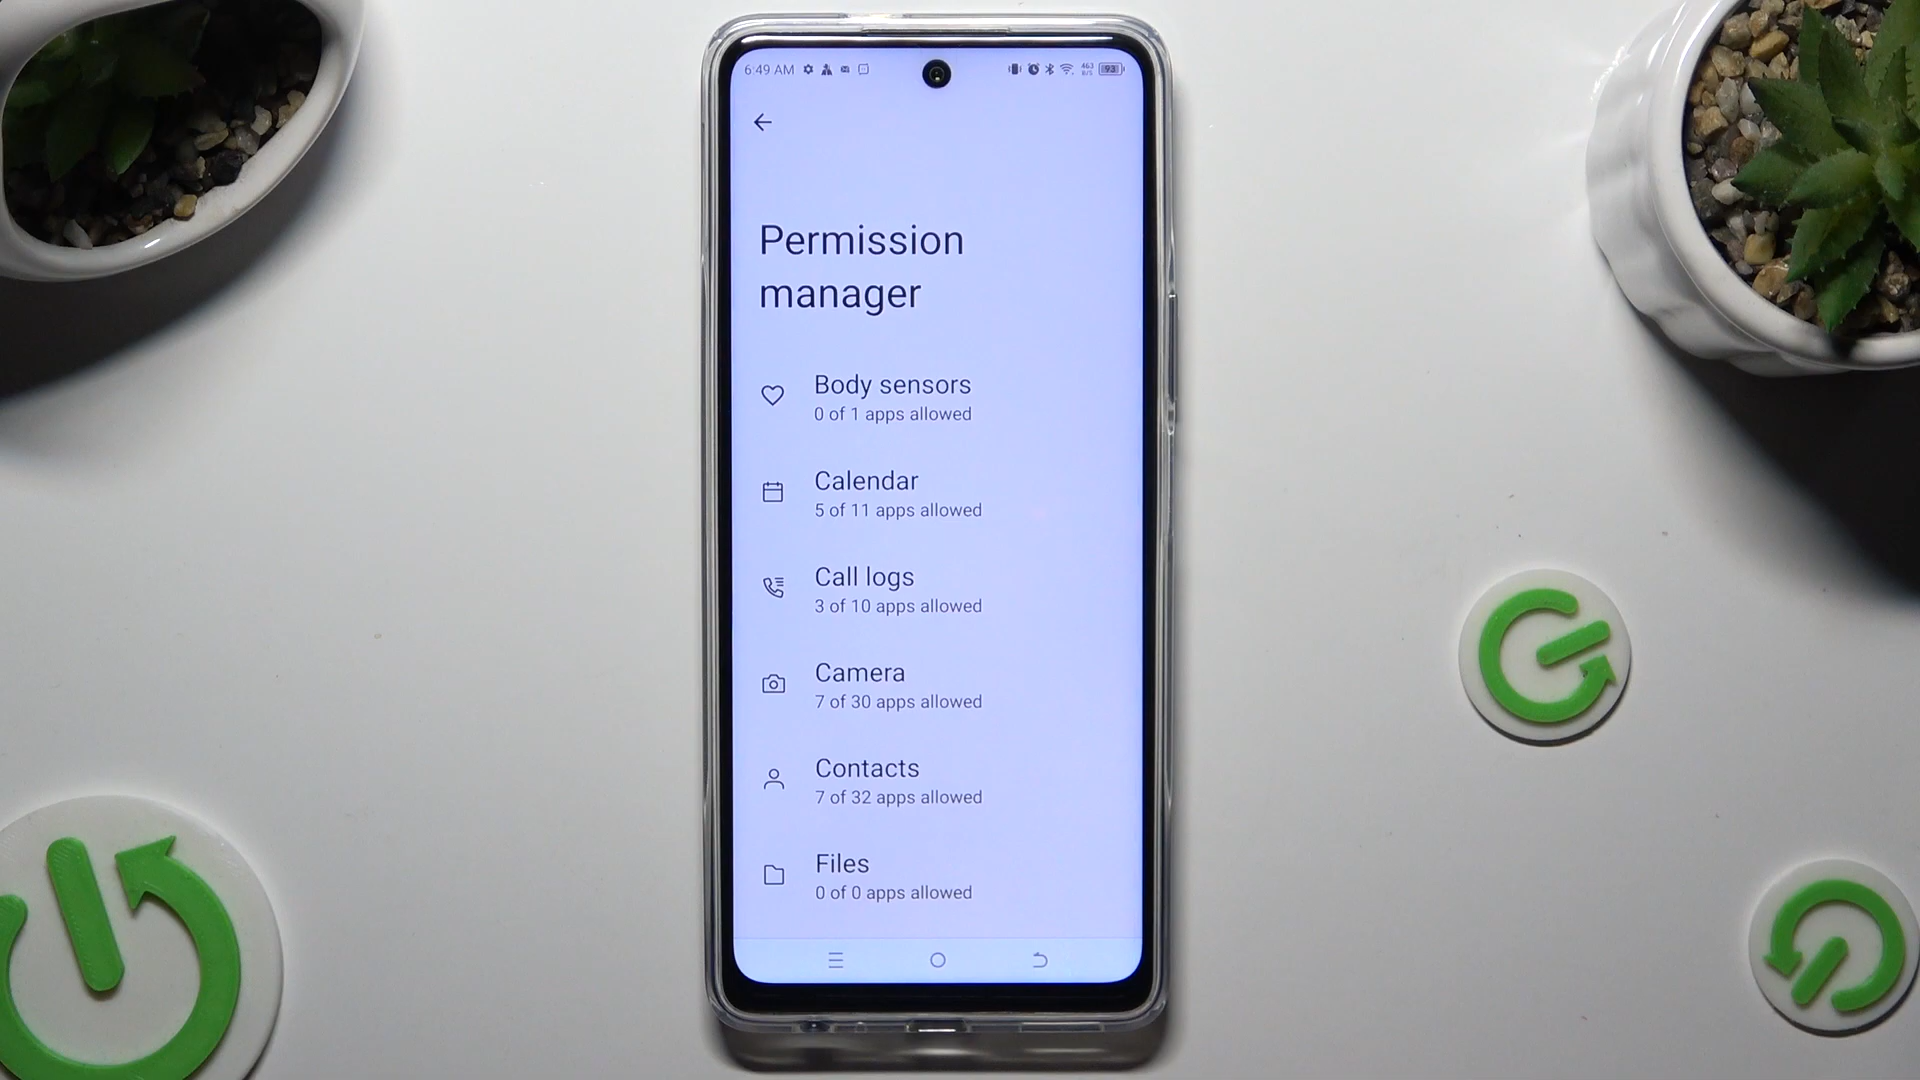 6:49 AM
463
B/S
93
Permission
manager
Body sensors
0 of 1 apps allowed
Calendar
5 of 11 apps allowed
Call logs
3 of 10 apps allowed
Camera
7 of 30 apps allowed
Contacts
7 of 32 apps allowed
Files
0 of 0 apps allowed